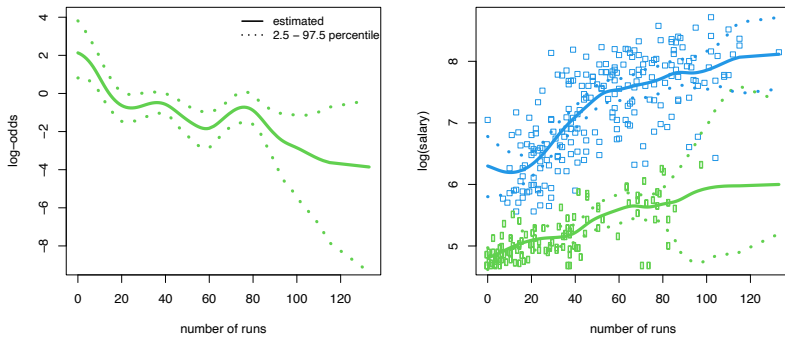 estimated
2.5 − 97.5 percentile
4
2
0
−2
−4
−6
−8
log−odds
0 20 40 60 80 100 120
number of runs
8
7
6
5
log(salary)
0 20 40 60 80 100 120
number of runs